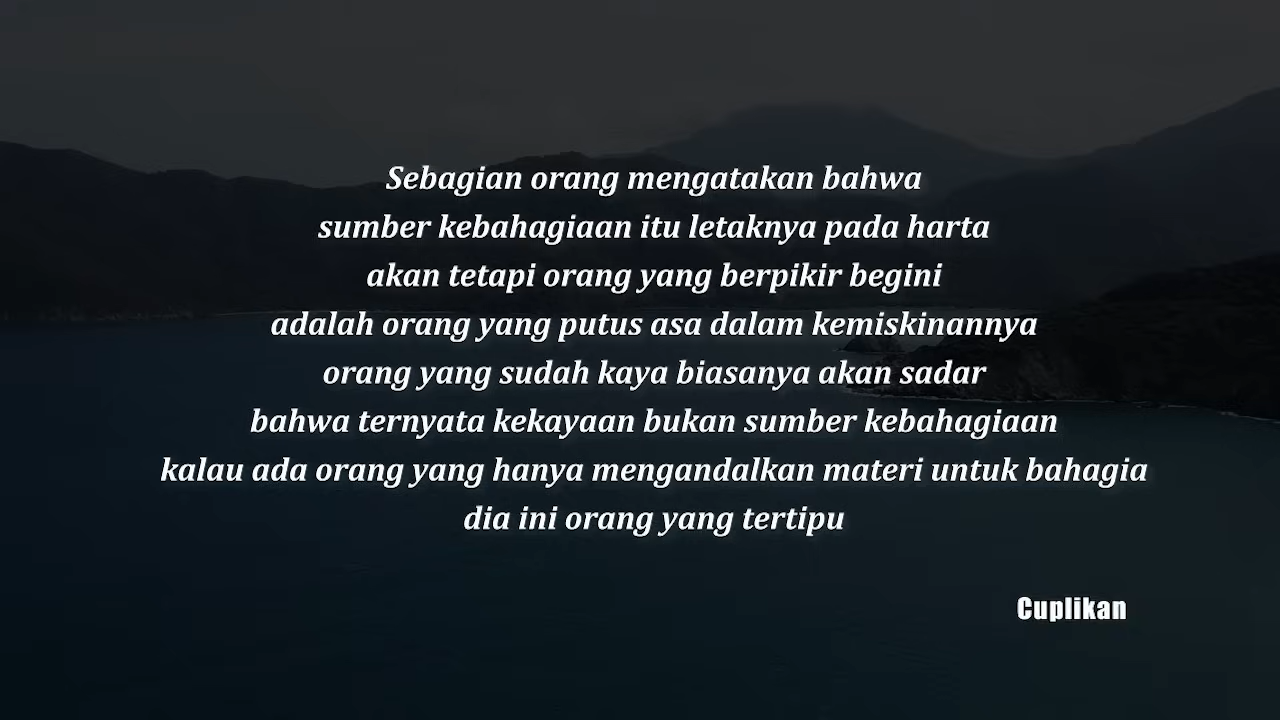 Sebagian orang mengatakan bahwa
sumber kebahagiaan itu letaknya pada harta
akan tetapi orang yang berpikir begini
adalah orang yang putus asa dalam kemiskinannya
orang yang sudah kaya biasanya akan sadar
bahwa ternyata kekayaan bukan sumber kebahagiaan
kalau ada orang yang hanya mengandalkan materi untuk bahagia
dia ini orang yang tertipu
Cuplikan